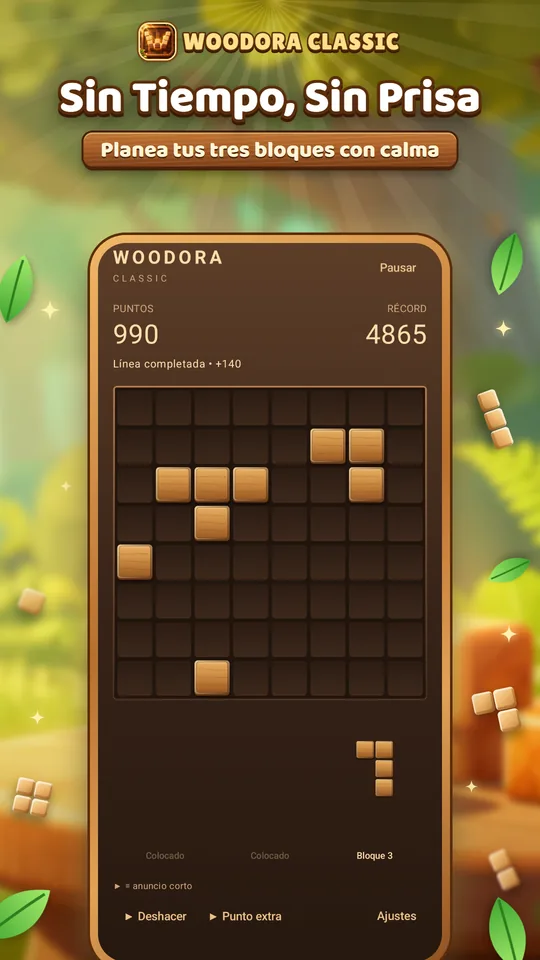 WOODORA CLASSIC
Sin Tiempo, Sin Prisa
Planea tus tres bloques con calma
WOODORA
CLASSIC
Pausar
PUNTOS
RÉCORD
990
4865
Línea completada • +140
Colocado
Colocado
Bloque 3
► = anuncio corto
► Deshacer
► Punto extra
Ajustes